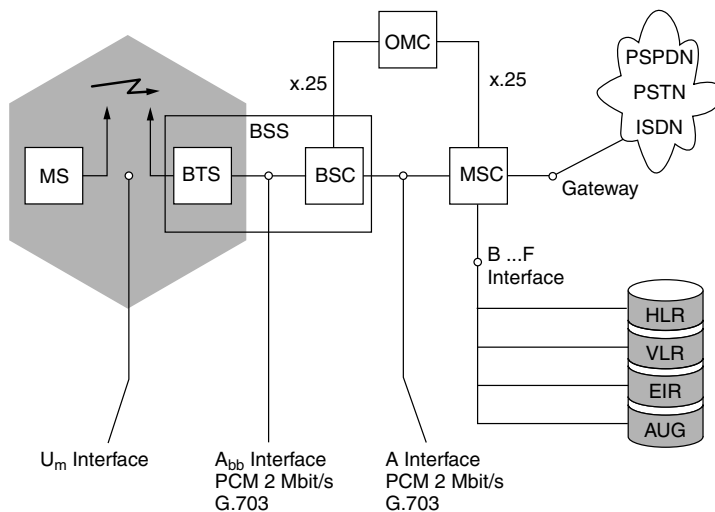 OMC
x.25
x.25
PSPDN
PSTN
ISDN
BSS
MS
BTS
BSC
MSC
Gateway
B ...F
Interface
HLR
VLR
EIR
AUG
Um Interface
Abb Interface
PCM 2 Mbit/s
G.703
A Interface
PCM 2 Mbit/s
G.703